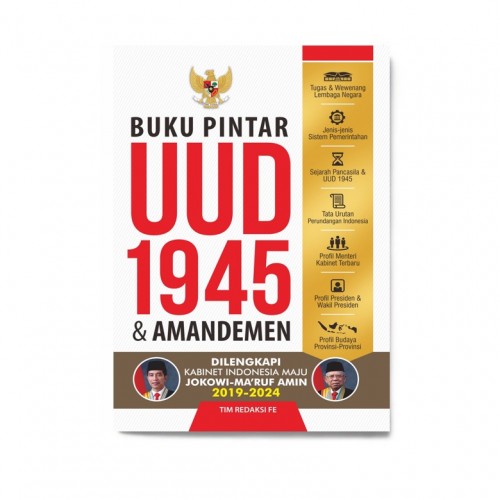 BUKU PINTAR
UUD
1945
& AMANDEMEN
Tugas & Wewenang
Lembaga Negara
Jenis-jenis
Sistem Pemerintahan
Sejarah Pancasila &
UUD 1945
Tata Urutan
Perundangan Indonesia
Profil Menteri
Kabinet Terbaru
Profil Presiden &
Wakil Presiden
Profil Budaya
Provinsi-Provinsi
DILENGKAPI
KABINET INDONESIA MAJU
JOKOWI-MA'RUF AMIN
2019-2024
TIM REDAKSI FE